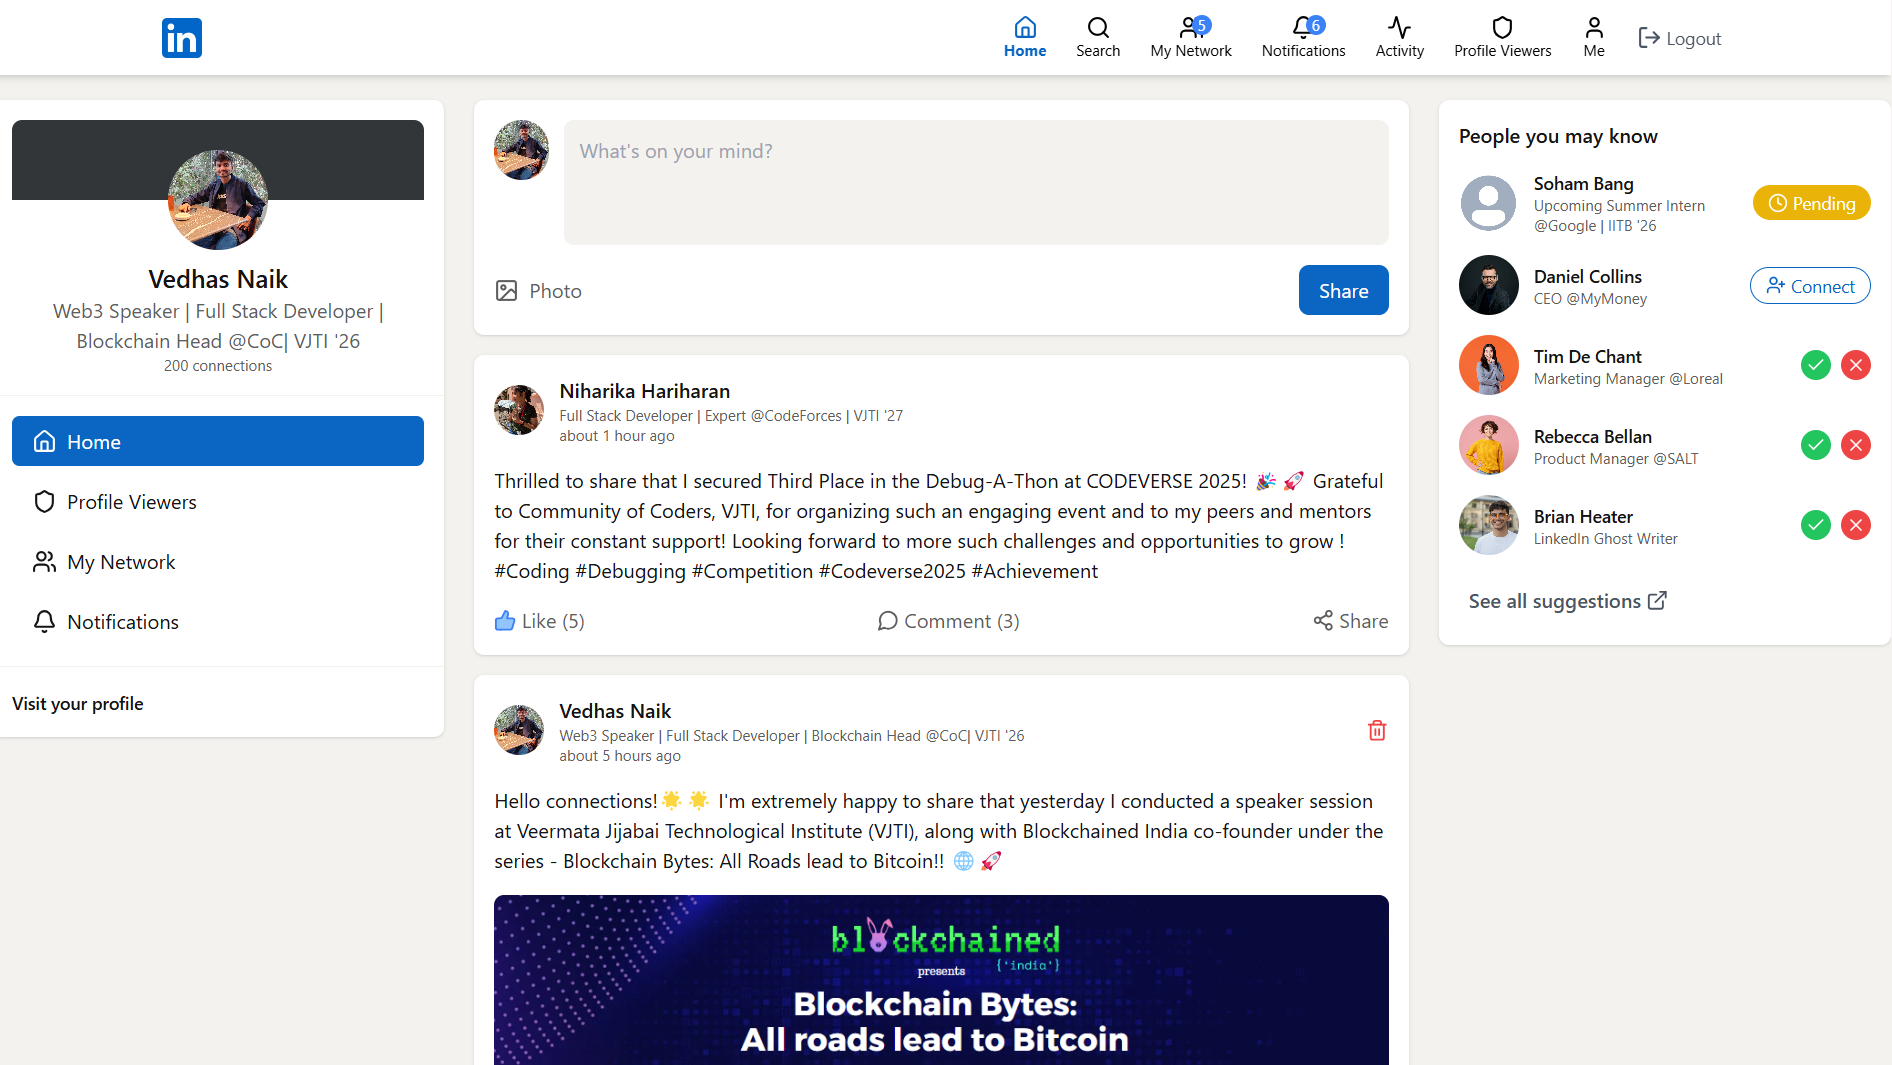 in
Home
Search
5
My Network
6
Notifications
Activity
Profile Viewers
Me
Logout
Vedhas Naik
Web3 Speaker | Full Stack Developer |
Blockchain Head @CoC| VJTI '26
200 connections
Home
Profile Viewers
My Network
Notifications
Visit your profile
What's on your mind?
Photo
Share
Niharika Hariharan
Full Stack Developer | Expert @CodeForces | VJTI '27
about 1 hour ago
Thrilled to share that I secured Third Place in the Debug-A-Thon at CODEVERSE 2025! 🎉 🚀 Grateful
to Community of Coders, VJTI, for organizing such an engaging event and to my peers and mentors
for their constant support! Looking forward to more such challenges and opportunities to grow !
#Coding #Debugging #Competition #Codeverse2025 #Achievement
Like (5)
Comment (3)
Share
Vedhas Naik
Web3 Speaker | Full Stack Developer | Blockchain Head @CoC| VJTI '26
about 5 hours ago
Hello connections!🌟 🌟 I'm extremely happy to share that yesterday I conducted a speaker session
at Veermata Jijabai Technological Institute (VJTI), along with Blockchained India co-founder under the
series - Blockchain Bytes: All Roads lead to Bitcoin!! 🌐 🚀
blockchained
{'india'}
presents
Blockchain Bytes:
All roads lead to Bitcoin
People you may know
Soham Bang
Upcoming Summer Intern
@Google | IITB '26
Pending
Daniel Collins
CEO @MyMoney
Connect
Tim De Chant
Marketing Manager @Loreal
Rebecca Bellan
Product Manager @SALT
Brian Heater
LinkedIn Ghost Writer
See all suggestions